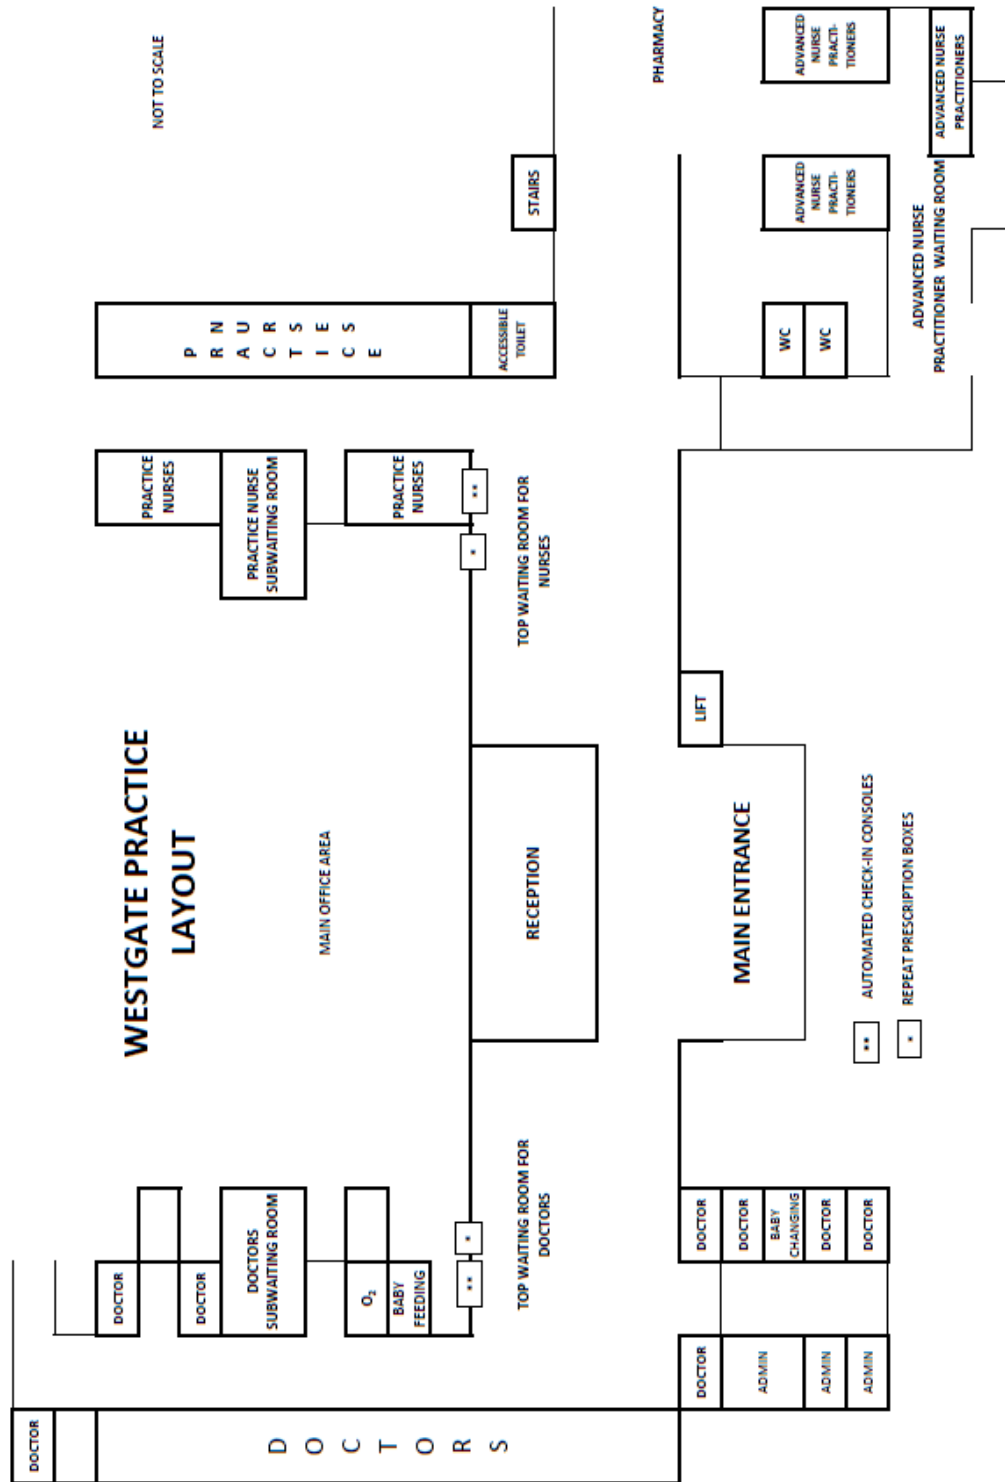 DOCTOR
WESTGATE PRACTICE
LAYOUT
NOT TO SCALE
DOCTOR
DOCTOR
DOCTORS
SUBWAITING ROOM
D
O
C
T
O
R
S
MAIN OFFICE AREA
PRACTICE
NURSES
PRACTICE NURSE
SUBWAITING ROOM
PRACTICE
NURSES
P
R N
A U
C R
T S
I E
C S
E
O₂
BABY
FEEDING
**
*
*
**
ACCESSIBLE
TOILET
STAIRS
TOP WAITING ROOM FOR
DOCTORS
RECEPTION
TOP WAITING ROOM FOR
NURSES
PHARMACY
DOCTOR
ADMIN
ADMIN
ADMIN
DOCTOR
DOCTOR
BABY
CHANGING
DOCTOR
DOCTOR
MAIN ENTRANCE
LIFT
WC
WC
ADVANCED
NURSE
PRACTI-
TIONERS
ADVANCED
NURSE
PRACTI-
TIONERS
** AUTOMATED CHECK-IN CONSOLES
* REPEAT PRESCRIPTION BOXES
ADVANCED NURSE
PRACTITIONER WAITING ROOM
ADVANCED NURSE
PRACTITIONERS